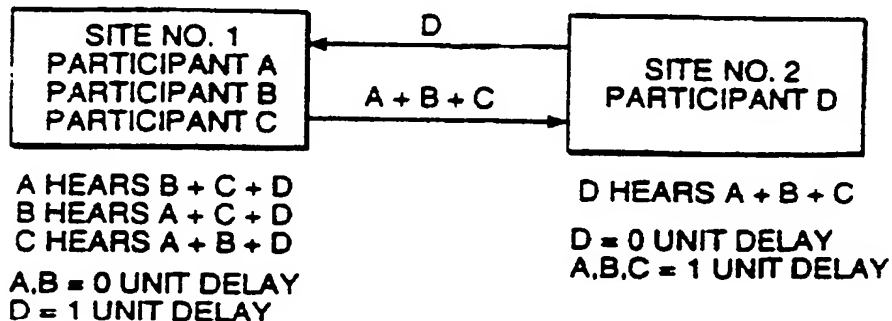 SITE NO. 1
PARTICIPANT A
PARTICIPANT B
PARTICIPANT C
D
A + B + C
SITE NO. 2
PARTICIPANT D
A HEARS B + C + D
B HEARS A + C + D
C HEARS A + B + D
A,B = 0 UNIT DELAY
D = 1 UNIT DELAY
D HEARS A + B + C
D = 0 UNIT DELAY
A,B,C = 1 UNIT DELAY